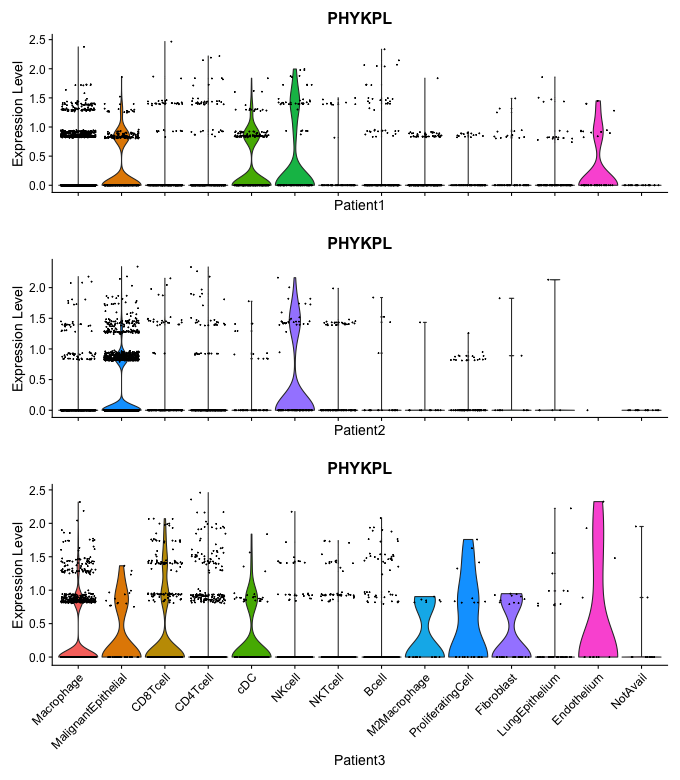 PHYKPL
Expression Level
2.5
2.0
1.5
1.0
0.5
0.0
Patient1
PHYKPL
Expression Level
2.0
1.5
1.0
0.5
0.0
Patient2
PHYKPL
Expression Level
2.5
2.0
1.5
1.0
0.5
0.0
Macrophage
MalignantEpithelial
CD8Tcell
CD4Tcell
cDC
NKcell
NKTcell
Bcell
M2Macrophage
ProliferatingCell
Fibroblast
LungEpithelium
Endothelium
NotAvail
Patient3